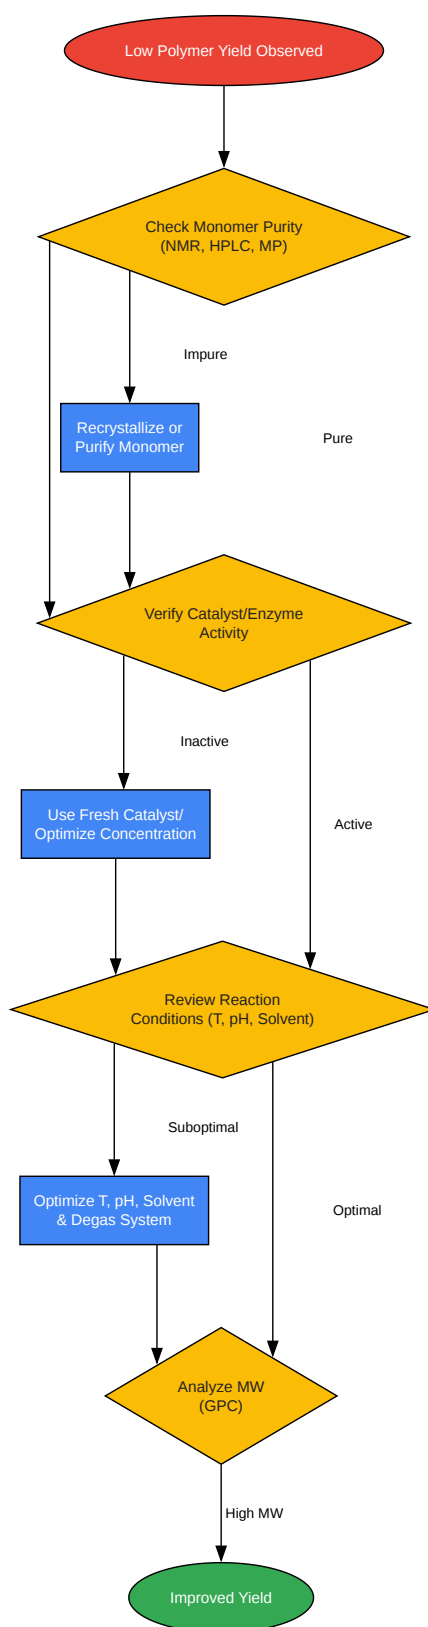 Low Polymer Yield Observed
Check Monomer Purity
(NMR, HPLC, MP)
Impure
Recrystallize or
Purify Monomer
Pure
Verify Catalyst/Enzyme
Activity
Inactive
Use Fresh Catalyst/
Optimize Concentration
Active
Review Reaction
Conditions (T, pH, Solvent)
Suboptimal
Optimize T, pH, Solvent
& Degas System
Optimal
Analyze MW
(GPC)
High MW
Improved Yield